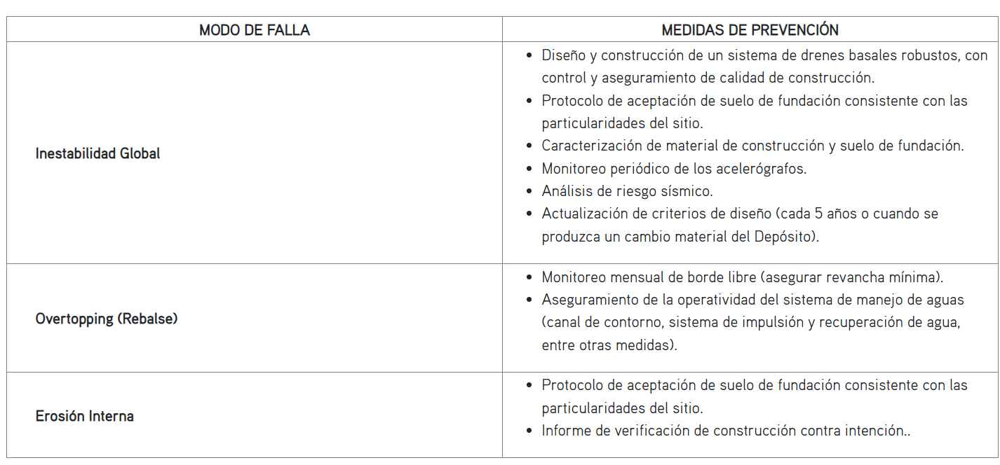 MODO DE FALLA
MEDIDAS DE PREVENCIÓN
Inestabilidad Global
• Diseño y construcción de un sistema de drenes basales robustos, con
control y aseguramiento de calidad de construcción.
• Protocolo de aceptación de suelo de fundación consistente con las
particularidades del sitio.
• Caracterización de material de construcción y suelo de fundación.
• Monitoreo periódico de los acelerógrafos.
• Análisis de riesgo sísmico.
• Actualización de criterios de diseño (cada 5 años o cuando se
produzca un cambio material del Depósito).
Overtopping (Rebalse)
• Monitoreo mensual de borde libre (asegurar revancha mínima).
• Aseguramiento de la operatividad del sistema de manejo de aguas
(canal de contorno, sistema de impulsión y recuperación de agua,
entre otras medidas).
Erosión Interna
• Protocolo de aceptación de suelo de fundación consistente con las
particularidades del sitio.
• Informe de verificación de construcción contra intención..